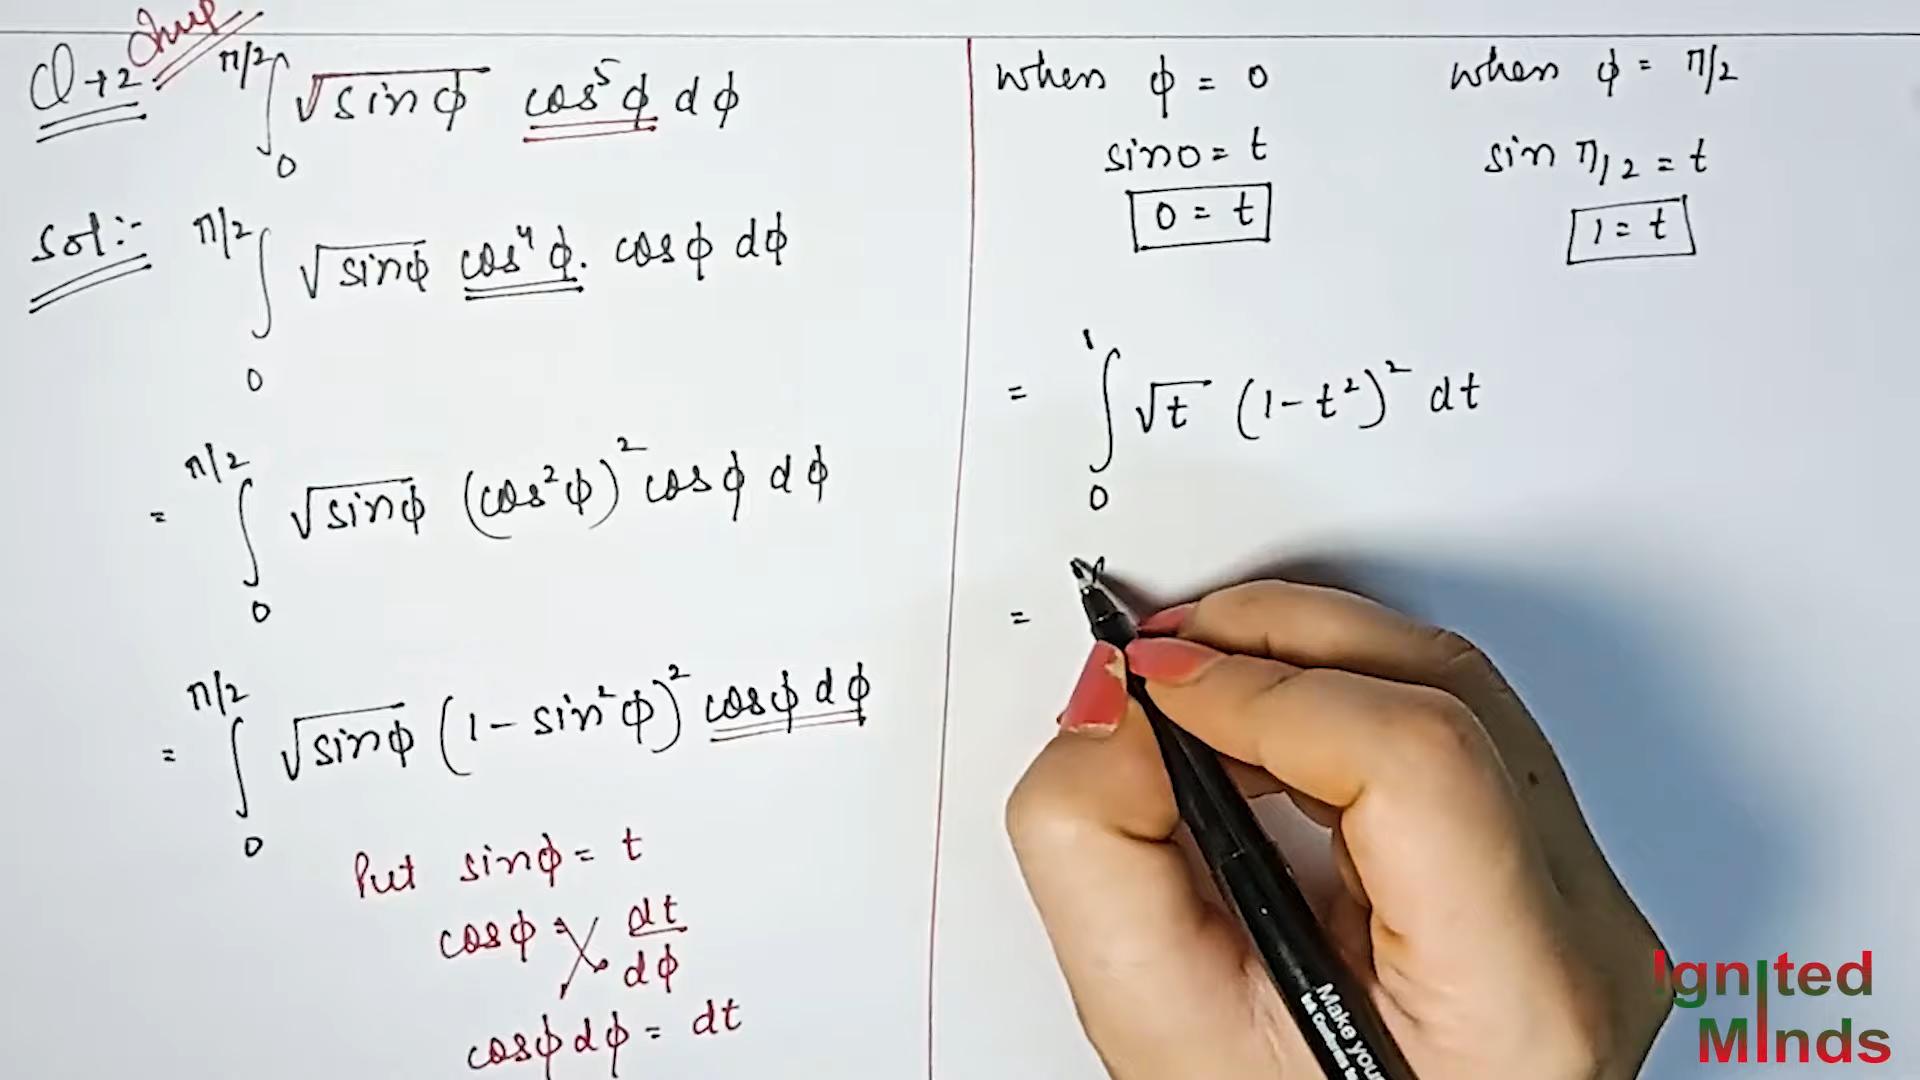 Q→2 Imp ∫₀^π/2 √sinϕ cos⁵ϕ dϕ
Sol:- ∫₀^π/2 √sinϕ cos⁴ϕ. cosϕ dϕ
= ∫₀^π/2 √sinϕ (cos²ϕ)² cosϕ dϕ
= ∫₀^π/2 √sinϕ (1 - sin²ϕ)² cosϕ dϕ
Put sinϕ = t
cosϕ = dt/dϕ
cosϕ dϕ = dt
when ϕ = 0
sin0 = t
0 = t
when ϕ = π/2
sin π/2 = t
1 = t
= ∫₀^1 √t (1 - t²)² dt
=
Make your
Ignited
Minds